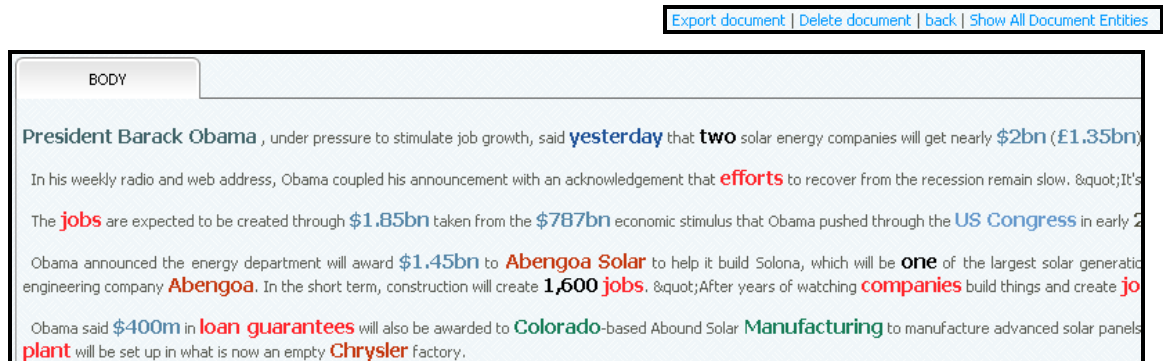 Export document | Delete document | back | Show All Document Entities
BODY
President Barack Obama , under pressure to stimulate job growth, said yesterday that two solar energy companies will get nearly $2bn (£1.35bn)
In his weekly radio and web address, Obama coupled his announcement with an acknowledgement that efforts to recover from the recession remain slow. &quot;It's
The jobs are expected to be created through $1.85bn taken from the $787bn economic stimulus that Obama pushed through the US Congress in early 2
Obama announced the energy department will award $1.45bn to Abengoa Solar to help it build Solona, which will be one of the largest solar generatio
engineering company Abengoa. In the short term, construction will create 1,600 jobs. &quot;After years of watching companies build things and create jo
Obama said $400m in loan guarantees will also be awarded to Colorado-based Abound Solar Manufacturing to manufacture advanced solar panels
plant will be set up in what is now an empty Chrysler factory.